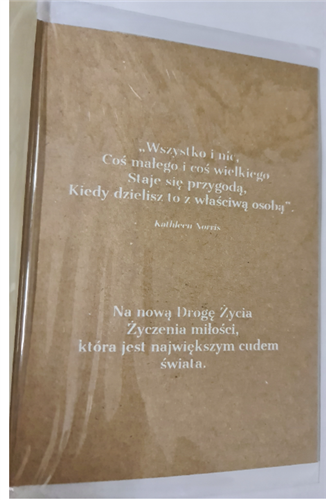 „Wszystko i nic,
Coś małego i coś wielkiego
Staje się przygodą,
Kiedy dzielisz to z właściwą osobą”.
Kathleen Norris
Na nową Drogę Życia
Życzenia miłości,
która jest największym cudem
świata.